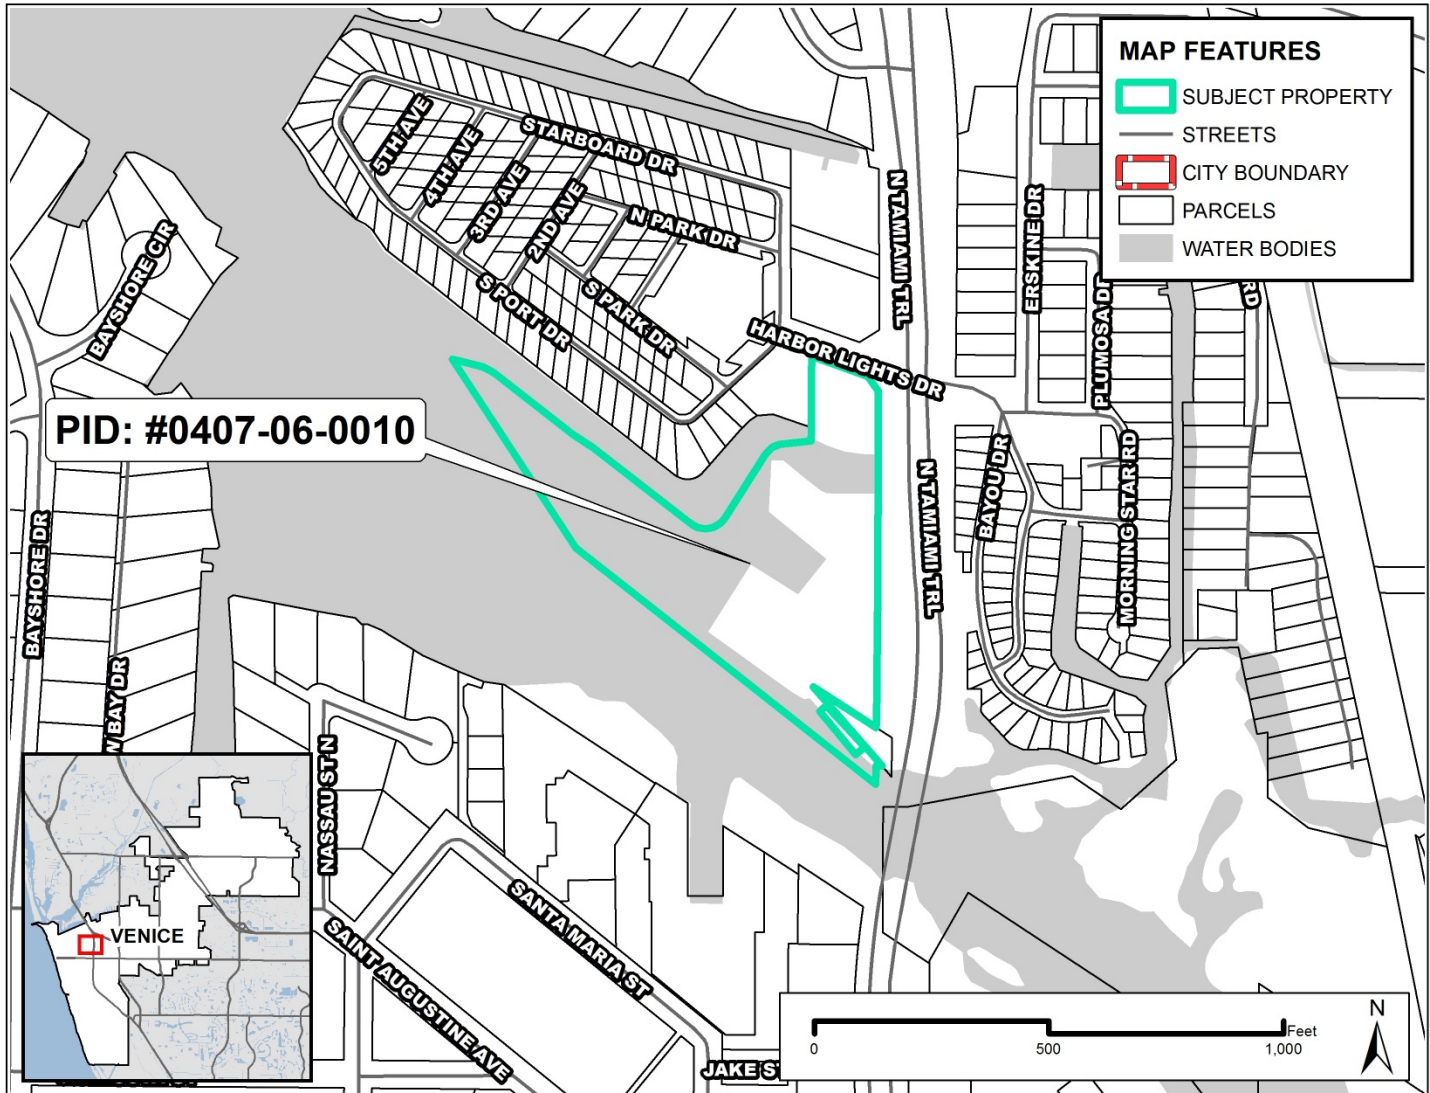 MAP FEATURES
SUBJECT PROPERTY
STREETS
CITY BOUNDARY
PARCELS
WATER BODIES
5TH AVE
4TH AVE
3RD AVE
2ND AVE
STARBOARD DR
N PARK DR
S PARK DR
S PORT DR
HARBOR LIGHTS DR
N TAMIAMI TRL
N TAMIAMI TRL
ERSKINE DR
PLUMOSA DR
RD
BAYOU DR
MORNING STAR RD
BAYSHORE CIR
BAYSHORE DR
W BAY DR
PID: #0407-06-0010
NASSAU ST N
SANTA MARIA ST
SAINT AUGUSTINE AVE
JAKE S
VENICE
Feet
0
500
1,000
N